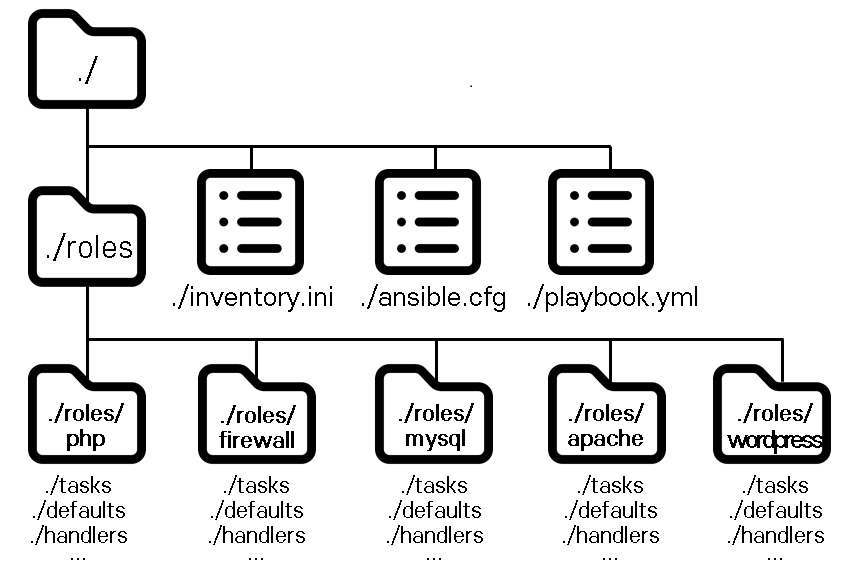 ./
./roles
./inventory.ini
./ansible.cfg
./playbook.yml
./roles/
php
./roles/
firewall
./roles/
mysql
./roles/
apache
./roles/
wordpress
./tasks
./defaults
./handlers
...
./tasks
./defaults
./handlers
...
./tasks
./defaults
./handlers
...
./tasks
./defaults
./handlers
...
./tasks
./defaults
./handlers
...